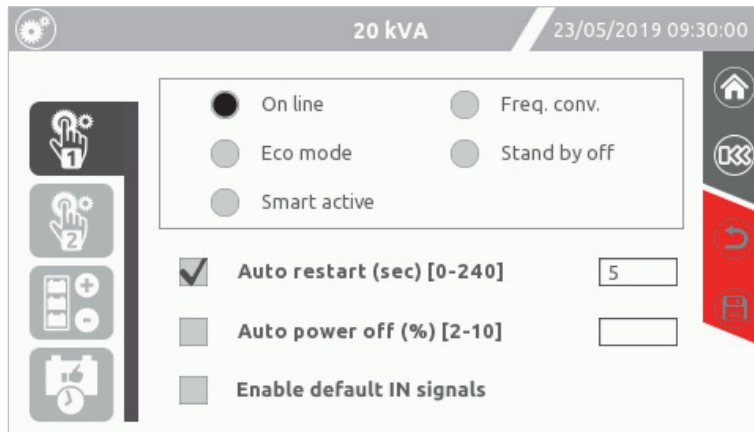 20 kVA 23/05/2019 09:30:00
On line Freq. conv.
Eco mode Stand by off
Smart active
1
2
Auto restart (sec) [0-240] 5
Auto power off (%) [2-10]
Enable default IN signals